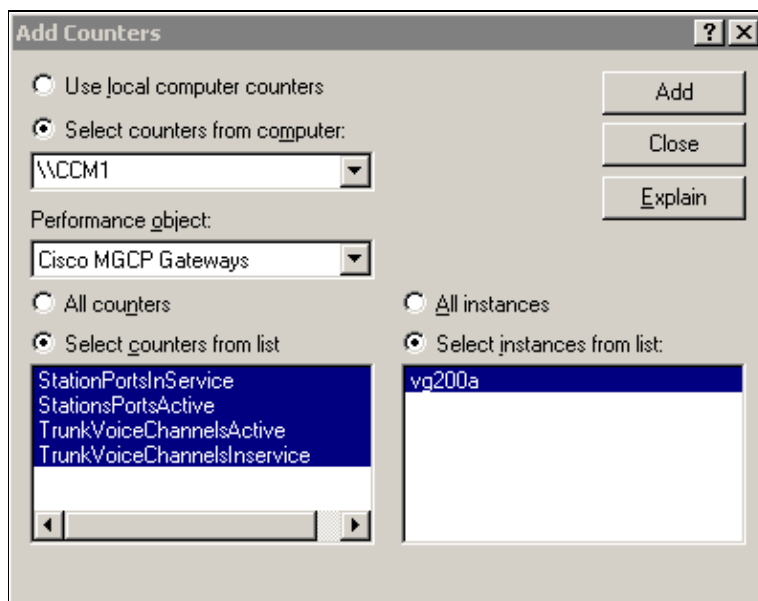 Add Counters
Use local computer counters
Select counters from computer:
\\CCM1
Performance object:
Cisco MGCP Gateways
All counters
Select counters from list
StationPortsInService
StationsPortsActive
TrunkVoiceChannelsActive
TrunkVoiceChannelsInservice
All instances
Select instances from list:
vg200a
Add
Close
Explain